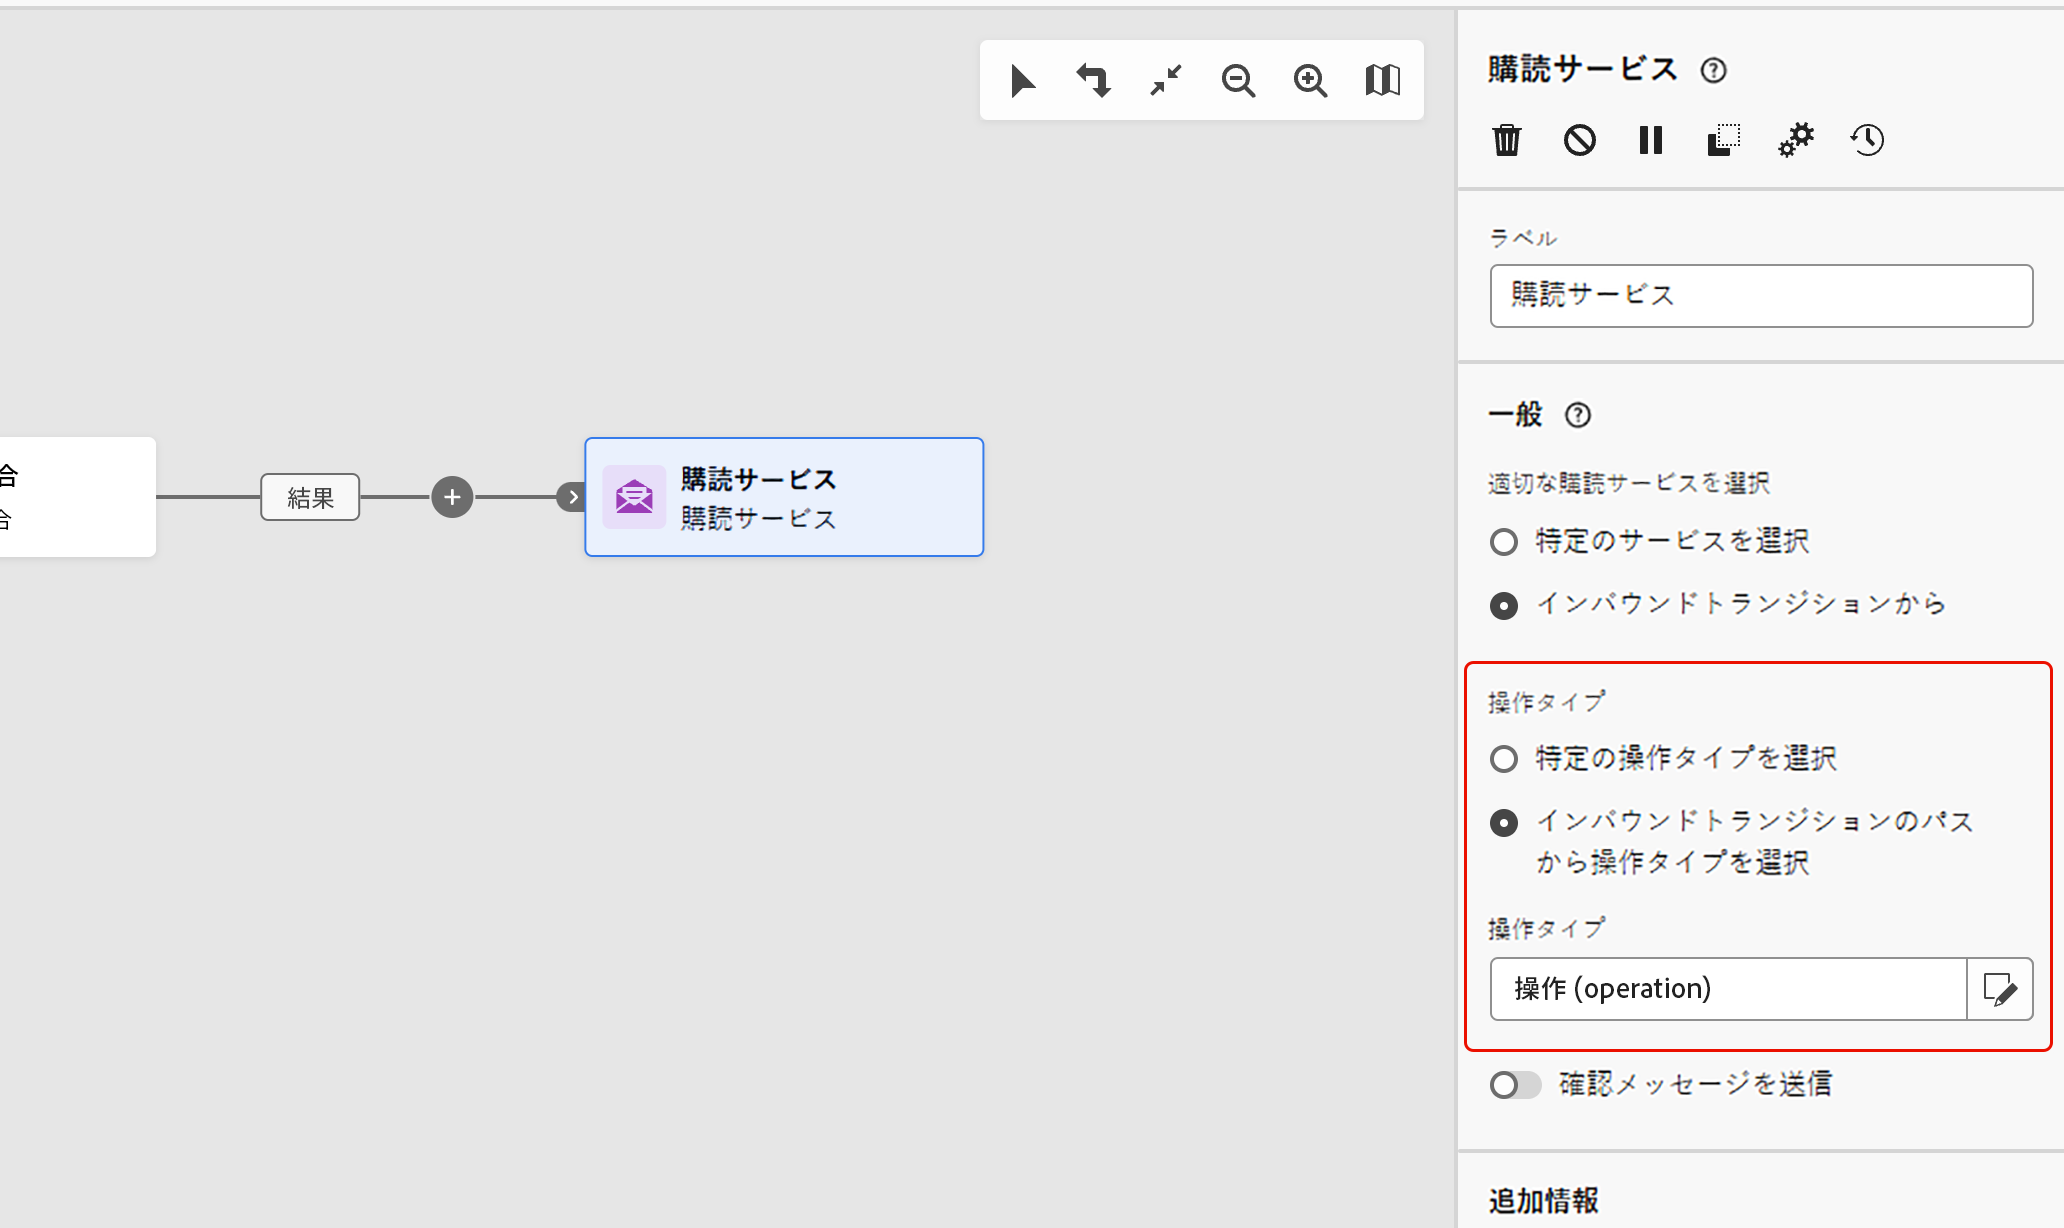 購読サービス
ラベル
購読サービス
一般
適切な購読サービスを選択
特定のサービスを選択
インバウンドトランジションから
操作タイプ
特定の操作タイプを選択
インバウンドトランジションのパス
から操作タイプを選択
操作タイプ
操作 (operation)
確認メッセージを送信
追加情報
合
合
結果
購読サービス
購読サービス